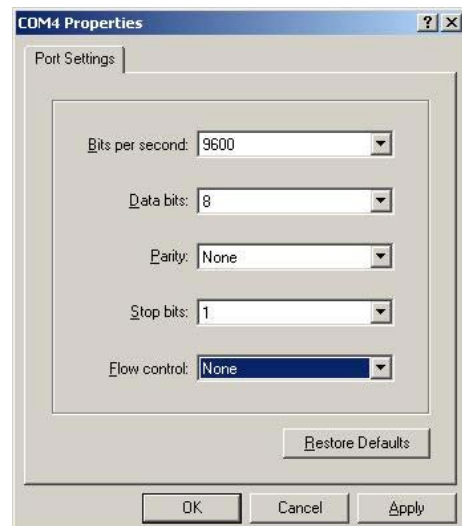 COM4 Properties
Port Settings
Bits per second: 9600
Data bits: 8
Parity: None
Stop bits: 1
Flow control: None
Restore Defaults
OK Cancel Apply